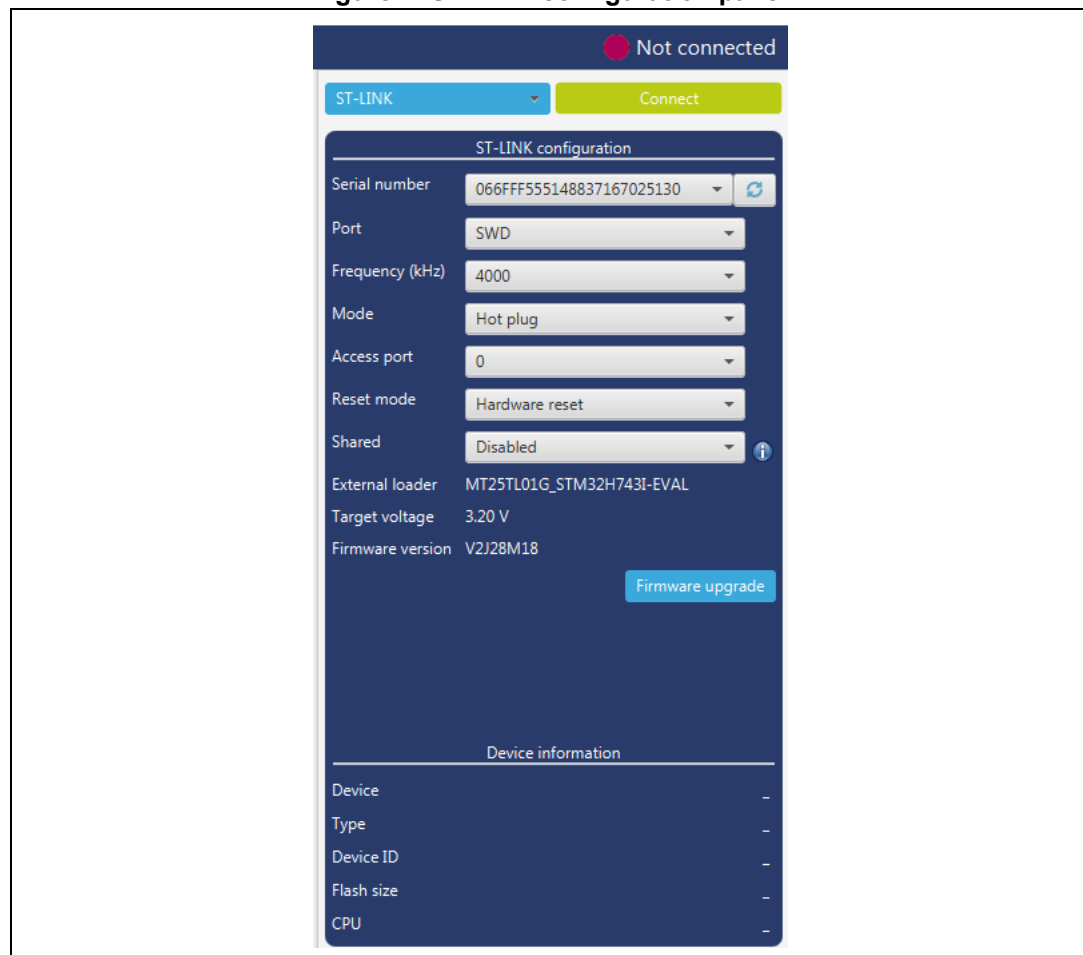 Not connected
ST-LINK Connect
ST-LINK configuration
Serial number 066FFF555148837167025130
Port SWD
Frequency (kHz) 4000
Mode Hot plug
Access port 0
Reset mode Hardware reset
Shared Disabled
External loader MT25TL01G_STM32H743I-EVAL
Target voltage 3.20 V
Firmware version V2J28M18
Firmware upgrade
Device information
Device -
Type -
Device ID -
Flash size -
CPU -